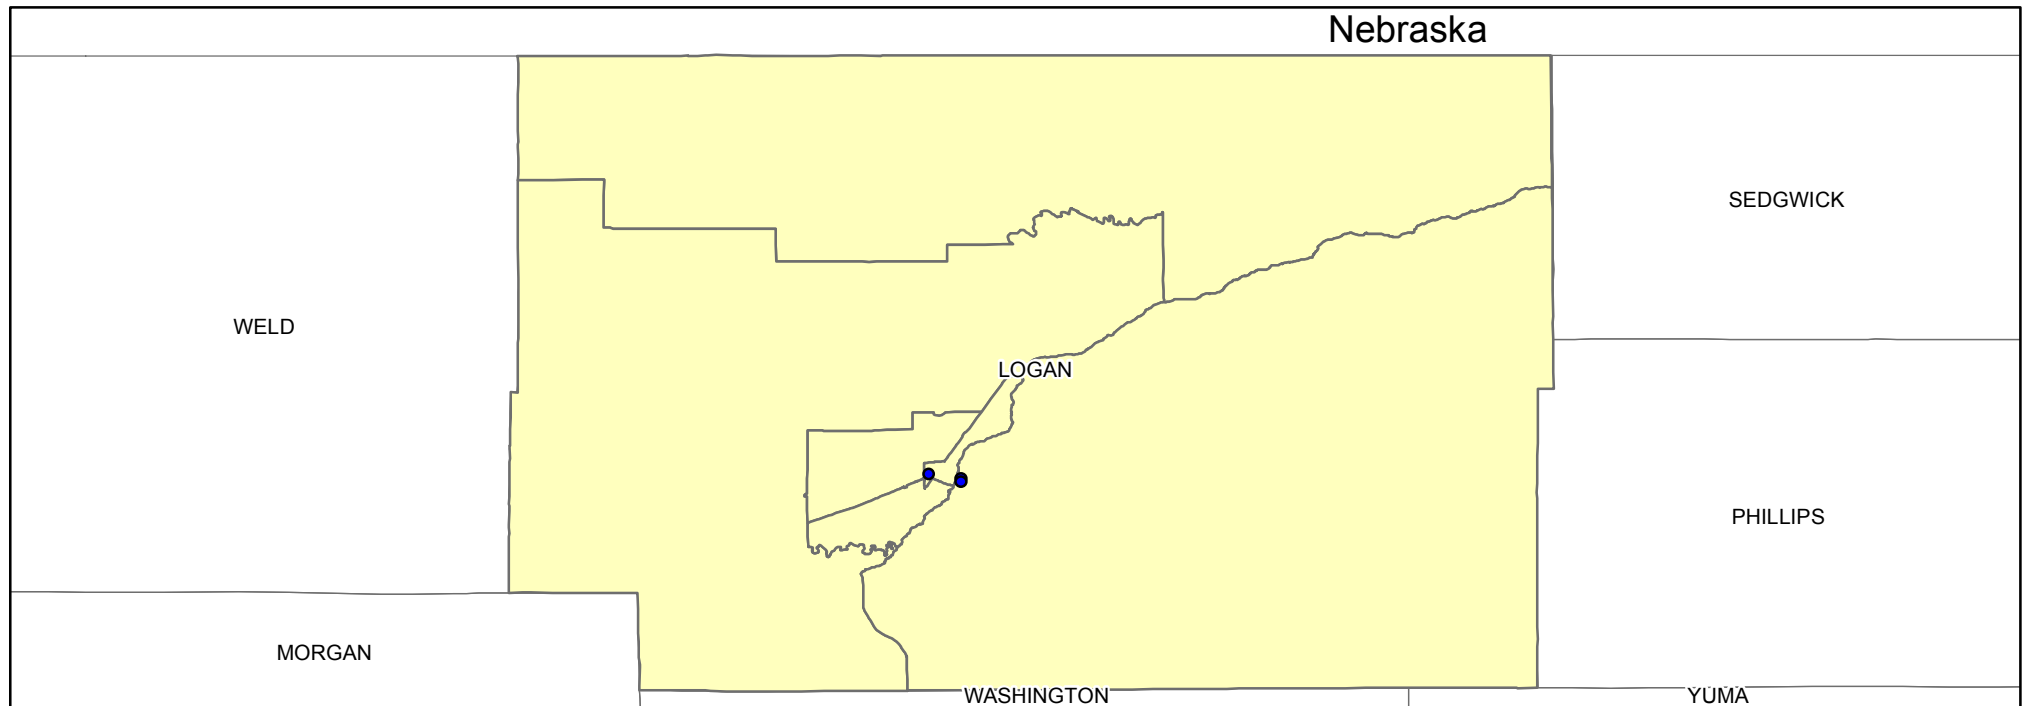 Nebraska
SEDGWICK
WELD
LOGAN
PHILLIPS
MORGAN
WASHINGTON
YUMA